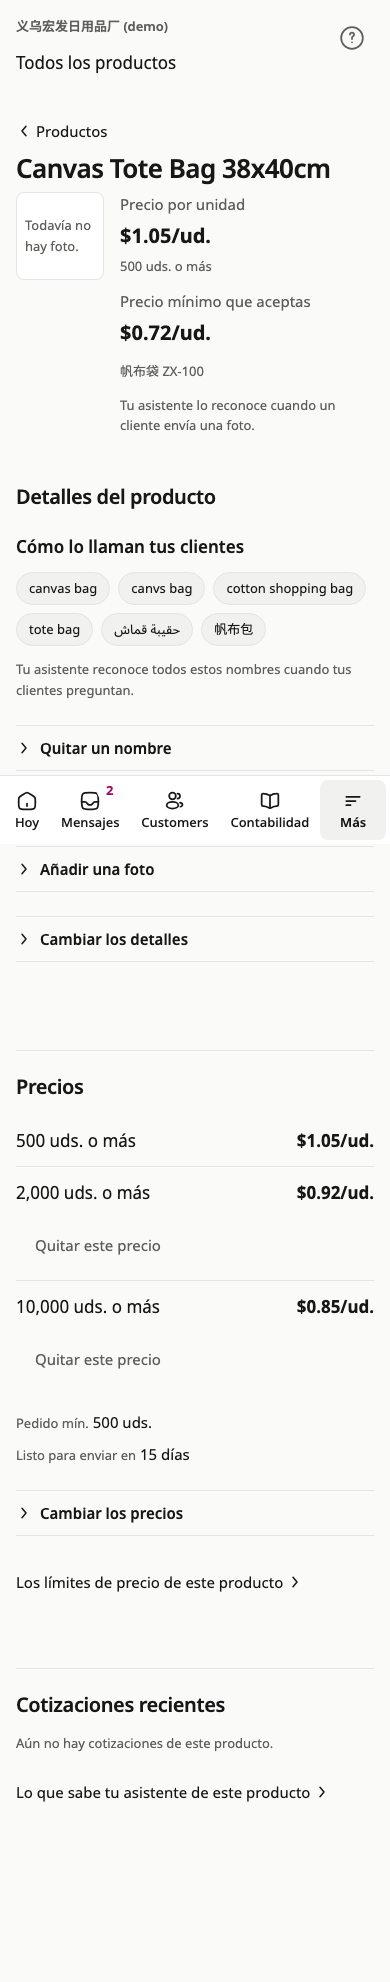 义乌宏发日用品厂 (demo)
Todos los productos
Productos
Canvas Tote Bag 38x40cm
Todavía no
hay foto.
Precio por unidad
$1.05/ud.
500 uds. o más
Precio mínimo que aceptas
$0.72/ud.
帆布袋 ZX-100
Tu asistente lo reconoce cuando un
cliente envía una foto.
Detalles del producto
Cómo lo llaman tus clientes
canvas bag canvs bag cotton shopping bag
tote bag حقيبة قماش 帆布包
Tu asistente reconoce todos estos nombres cuando tus
clientes preguntan.
Quitar un nombre
2
Hoy Mensajes Customers Contabilidad Más
Añadir una foto
Cambiar los detalles
Precios
500 uds. o más $1.05/ud.
2,000 uds. o más $0.92/ud.
Quitar este precio
10,000 uds. o más $0.85/ud.
Quitar este precio
Pedido mín. 500 uds.
Listo para enviar en 15 días
Cambiar los precios
Los límites de precio de este producto
Cotizaciones recientes
Aún no hay cotizaciones de este producto.
Lo que sabe tu asistente de este producto